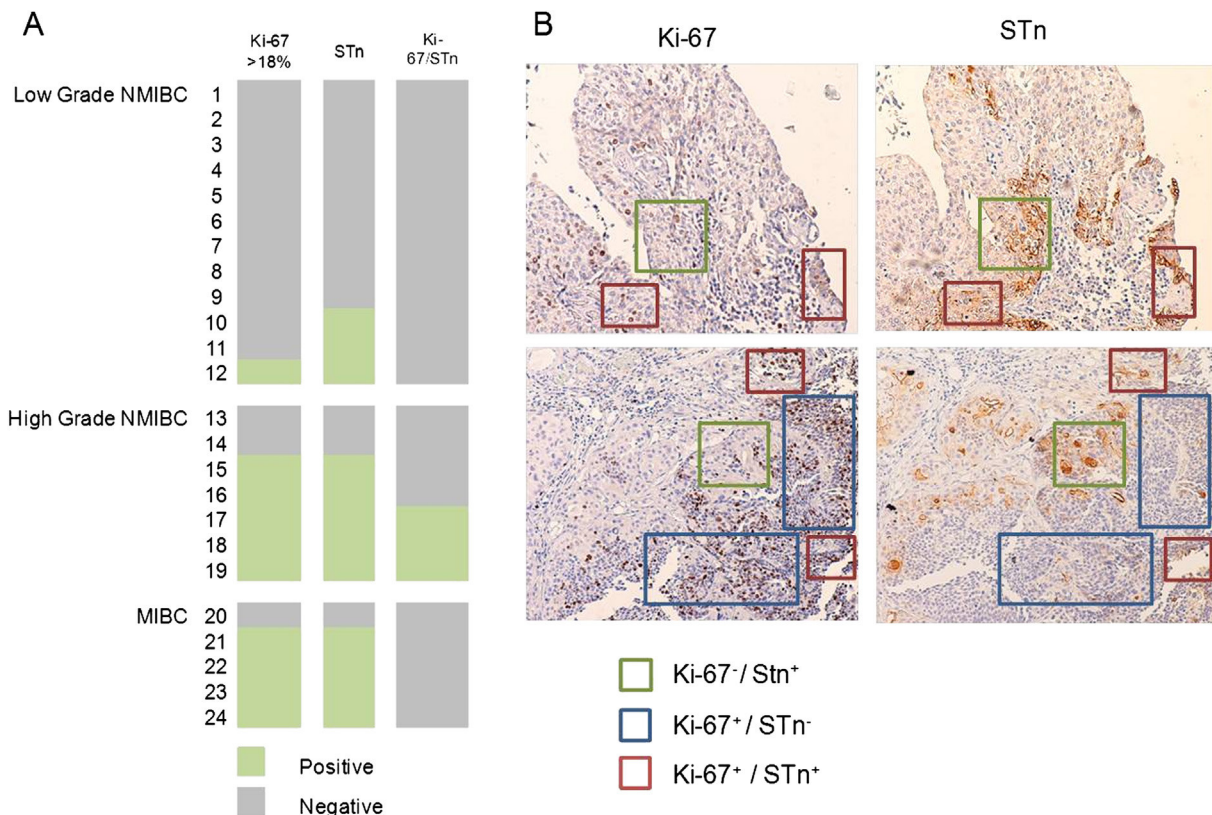 A
Ki-67
>18%
STn
Ki-
67/STn
Low Grade NMIBC
1
2
3
4
5
6
7
8
9
10
11
12
High Grade NMIBC
13
14
15
16
17
18
19
MIBC
20
21
22
23
24
Positive
Negative
B
Ki-67
STn
Ki-67⁻/ Stn⁺
Ki-67⁺/ STn⁻
Ki-67⁺ / STn⁺